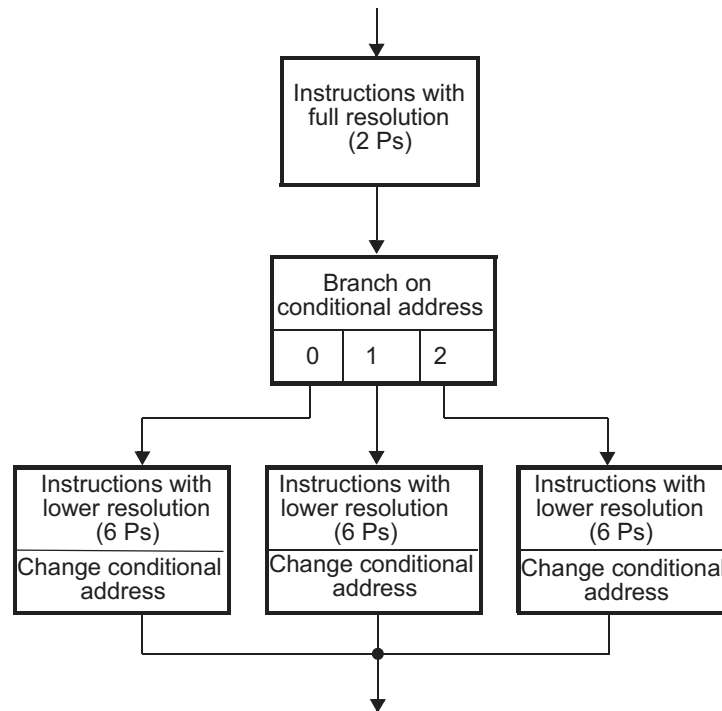 Instructions with
full resolution
(2 Ps)
Branch on
conditional address
0 1 2
Instructions with
lower resolution
(6 Ps)
Change conditional
address
Instructions with
lower resolution
(6 Ps)
Change conditional
address
Instructions with
lower resolution
(6 Ps)
Change conditional
address